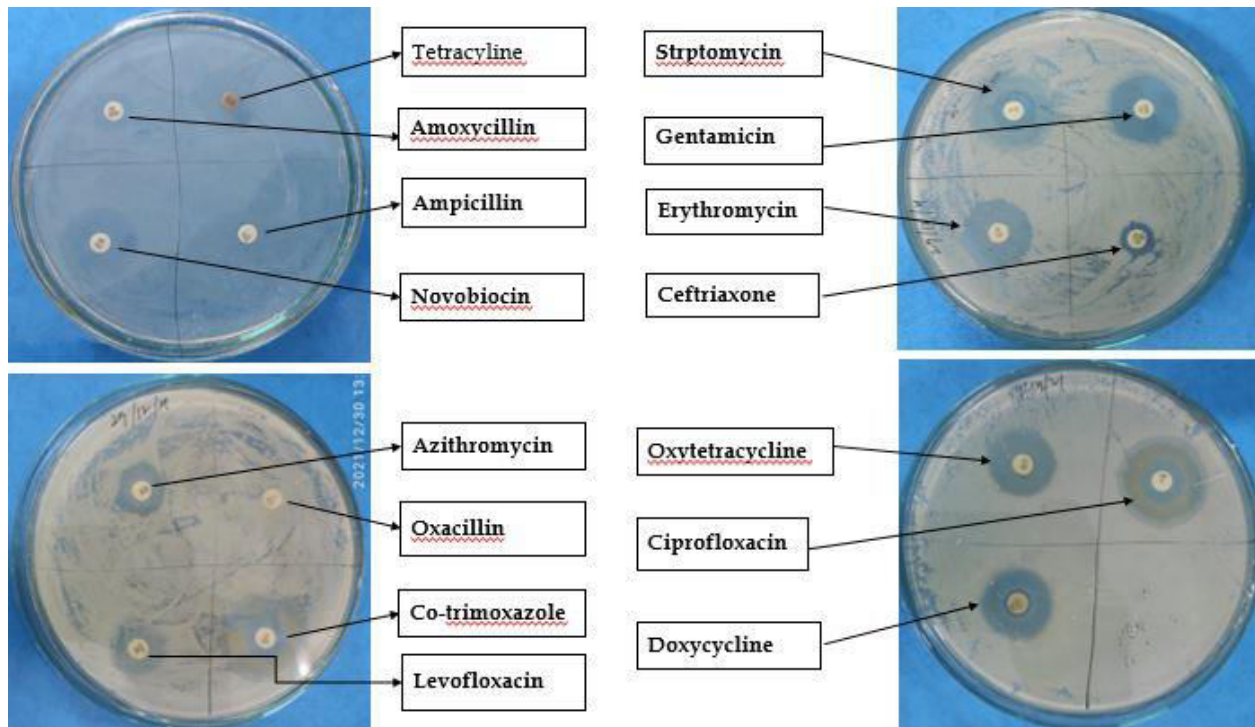 Tetracyline
Amoxycillin
Ampicillin
Novobiocin
Strptomycin
Gentamicin
Erythromycin
Ceftriaxone
Azithromycin
Oxacillin
Co-trimoxazole
Levofloxacin
2021/12/30 13:
Oxytetracycline
Ciprofloxacin
Doxycycline